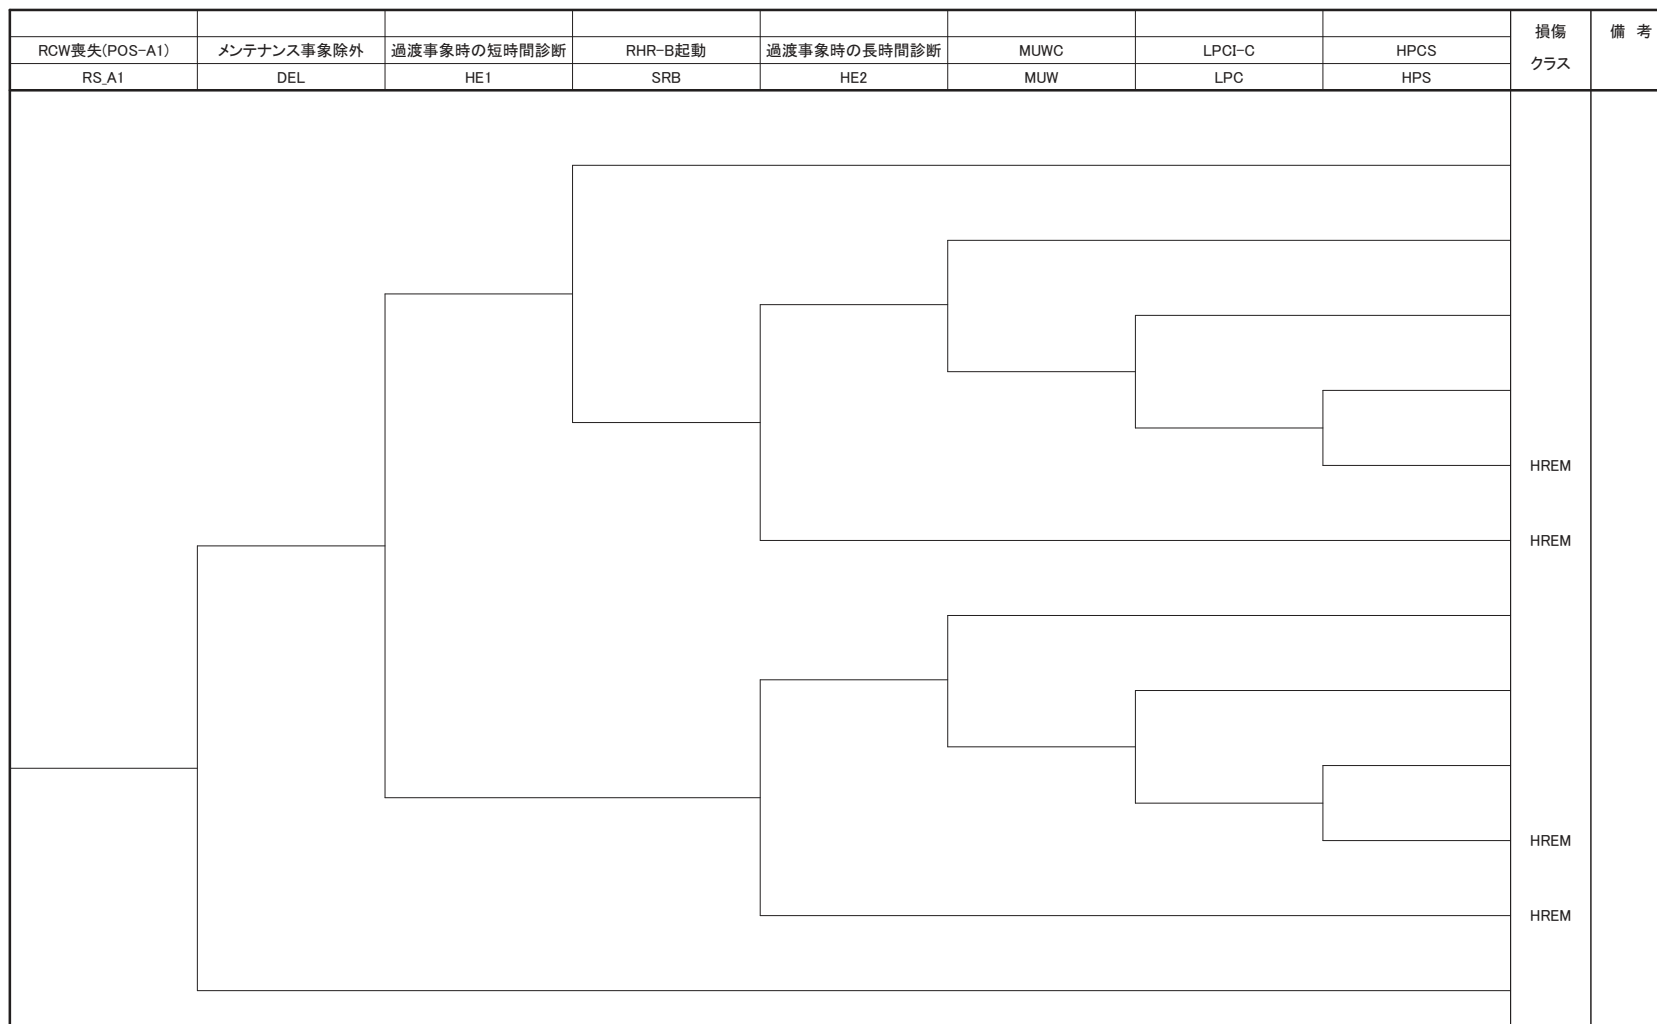 RCW喪失(POS-A1)
メンテナンス事象除外
過渡事象時の短時間診断
RHR-B起動
過渡事象時の長時間診断
MUWC
LPCI-C
HPCS
損傷
クラス
備 考
RS_A1
DEL
HE1
SRB
HE2
MUW
LPC
HPS
HREM
HREM
HREM
HREM